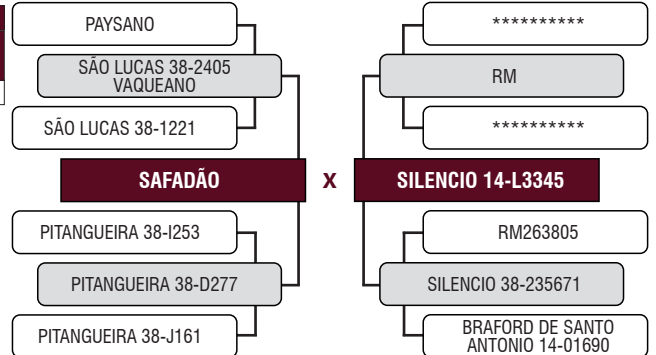 PAYSANO
SÃO LUCAS 38-2405
VAQUEANO
SÃO LUCAS 38-1221
SAFADÃO
PITANGUEIRA 38-I253
PITANGUEIRA 38-D277
PITANGUEIRA 38-J161
X
**********
RM
**********
SILENCIO 14-L3345
RM263805
SILENCIO 38-235671
BRAFORD DE SANTO
ANTONIO 14-01690